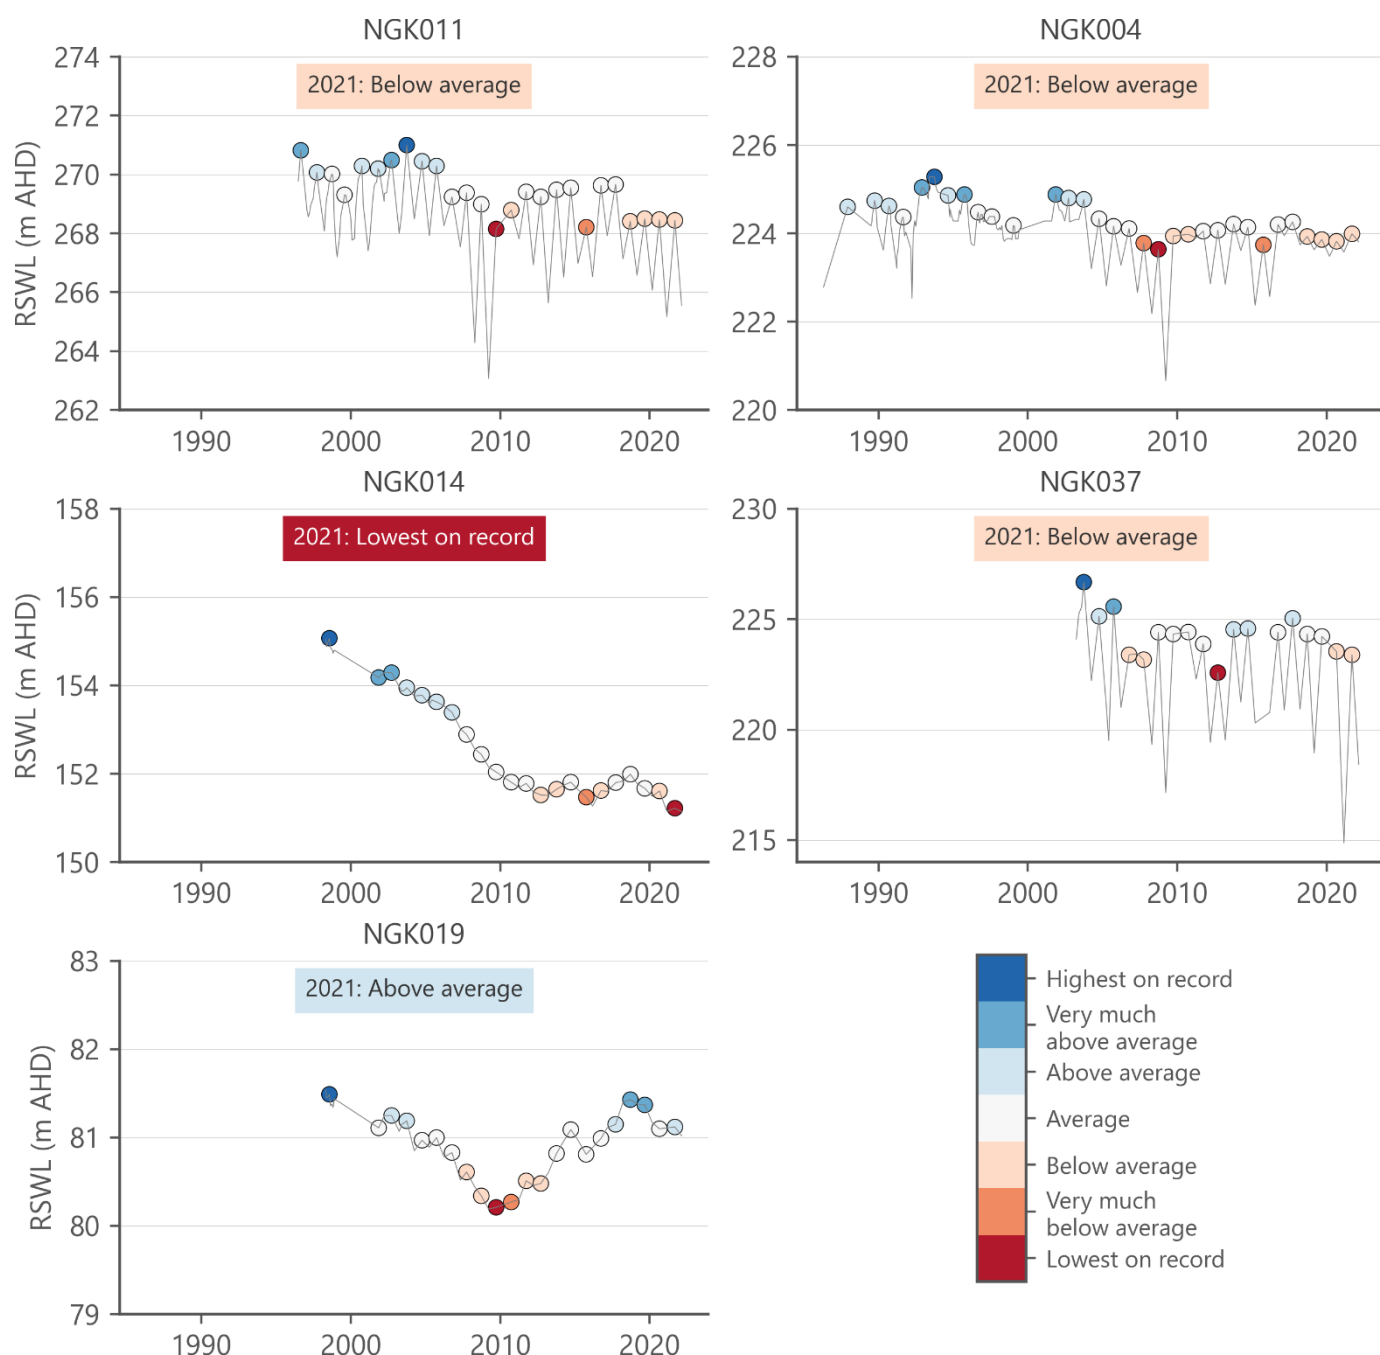 NGK011
2021: Below average
RSWL (m AHD)
274
272
270
268
266
264
262
1990
2000
2010
2020
NGK004
2021: Below average
228
226
224
222
220
1990
2000
2010
2020
NGK014
2021: Lowest on record
RSWL (m AHD)
158
156
154
152
150
1990
2000
2010
2020
NGK037
2021: Below average
230
225
220
215
1990
2000
2010
2020
NGK019
2021: Above average
RSWL (m AHD)
83
82
81
80
79
1990
2000
2010
2020
Highest on record
Very much
above average
Above average
Average
Below average
Very much
below average
Lowest on record